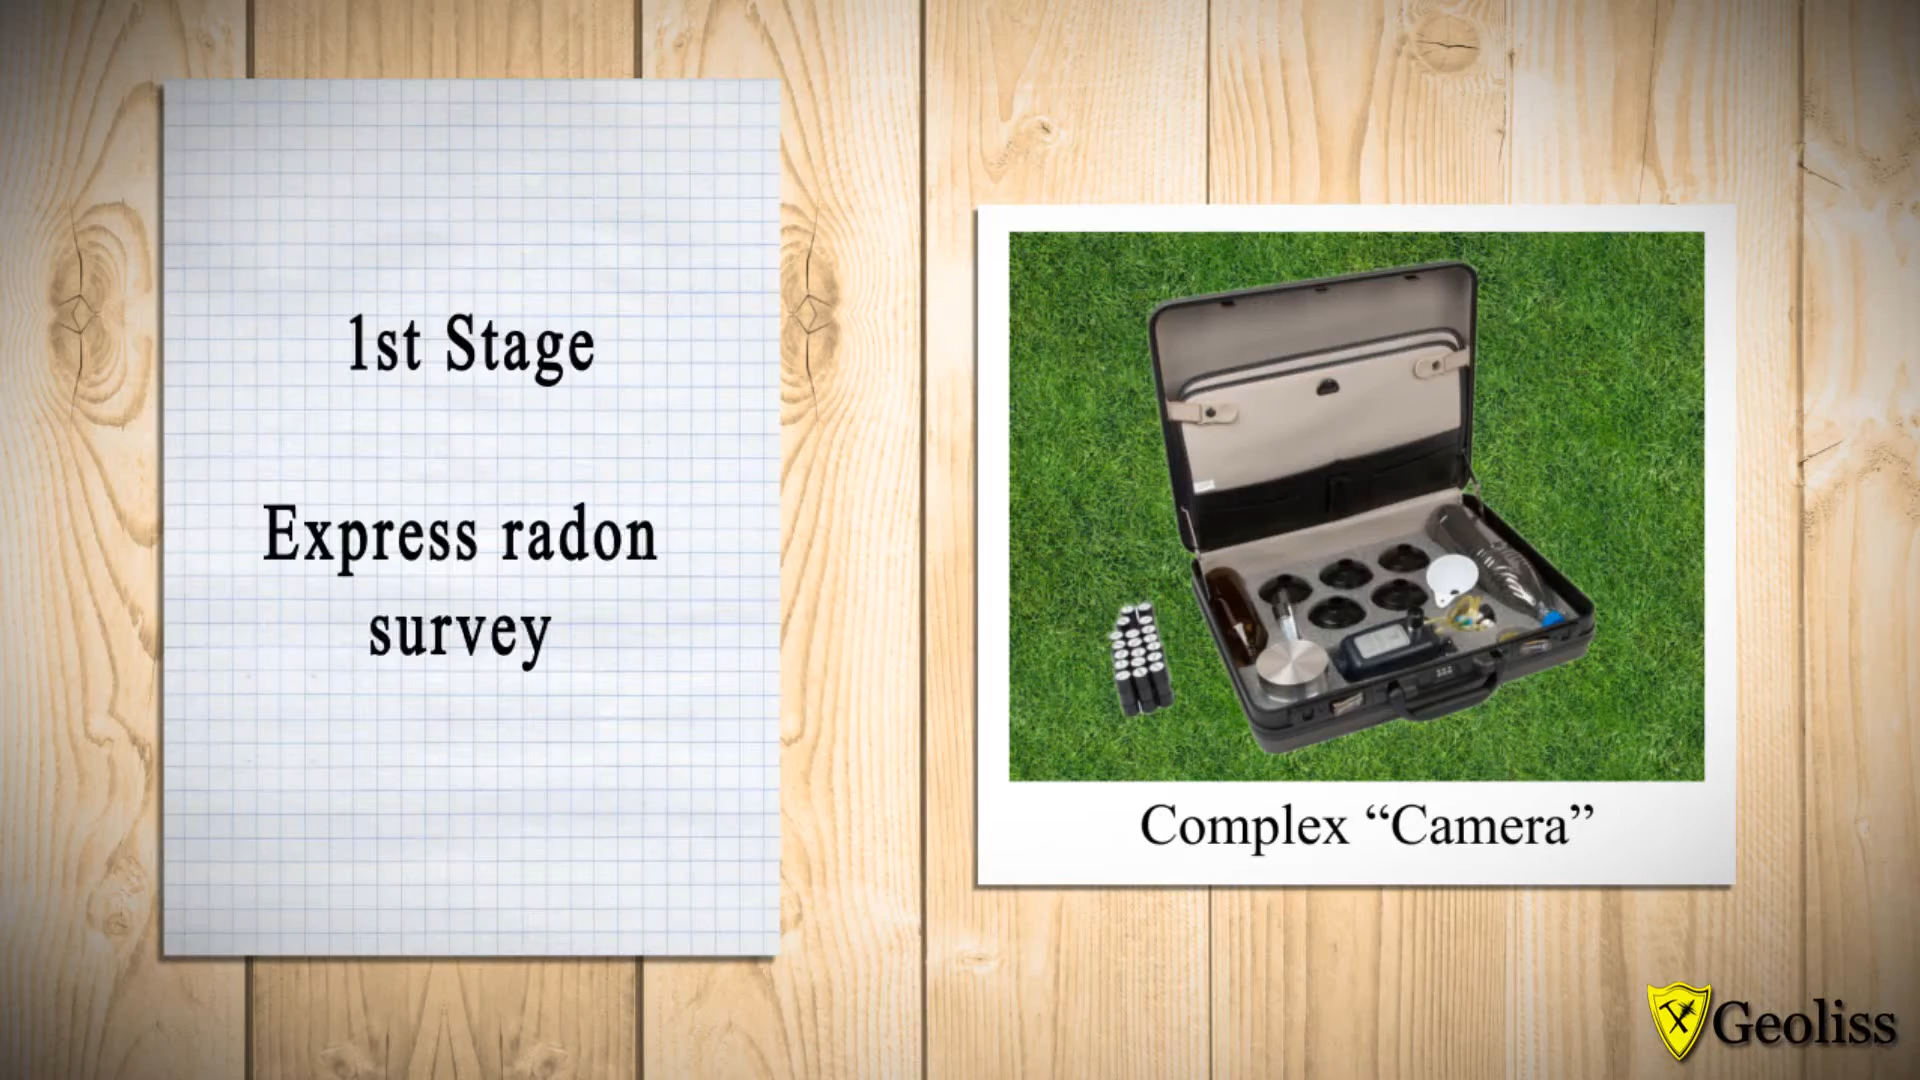 1st Stage
Express radon
survey
Complex “Camera”
Geoliss